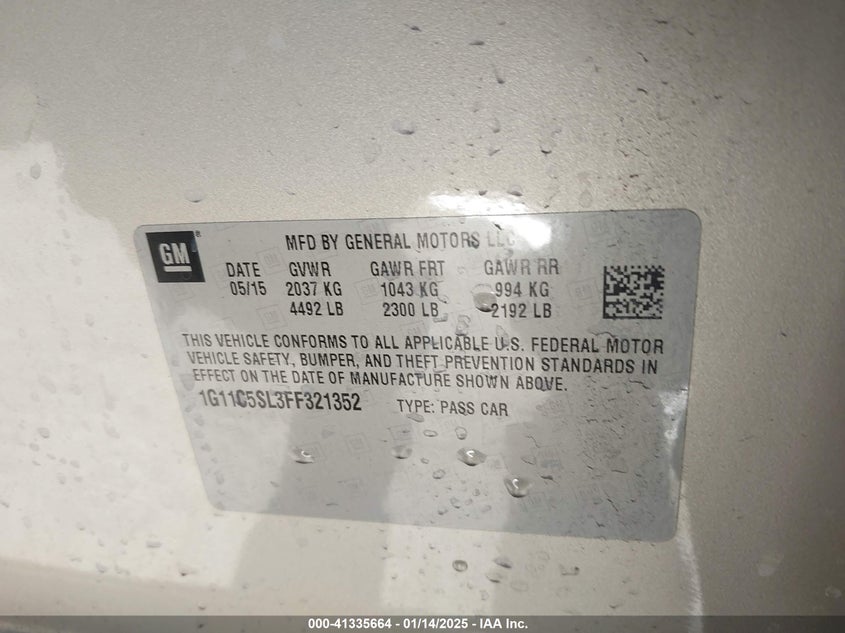 GM®
MFD BY GENERAL MOTORS LLC
DATE GVWR GAWR FRT GAWR RR
05/15 2037 KG 1043 KG 994 KG
4492 LB 2300 LB 2192 LB
THIS VEHICLE CONFORMS TO ALL APPLICABLE U.S. FEDERAL MOTOR
VEHICLE SAFETY, BUMPER, AND THEFT PREVENTION STANDARDS IN
EFFECT ON THE DATE OF MANUFACTURE SHOWN ABOVE.
1G11C5SL3FF321352 TYPE: PASS CAR
000-41335664 - 01/14/2025 - IAA Inc.